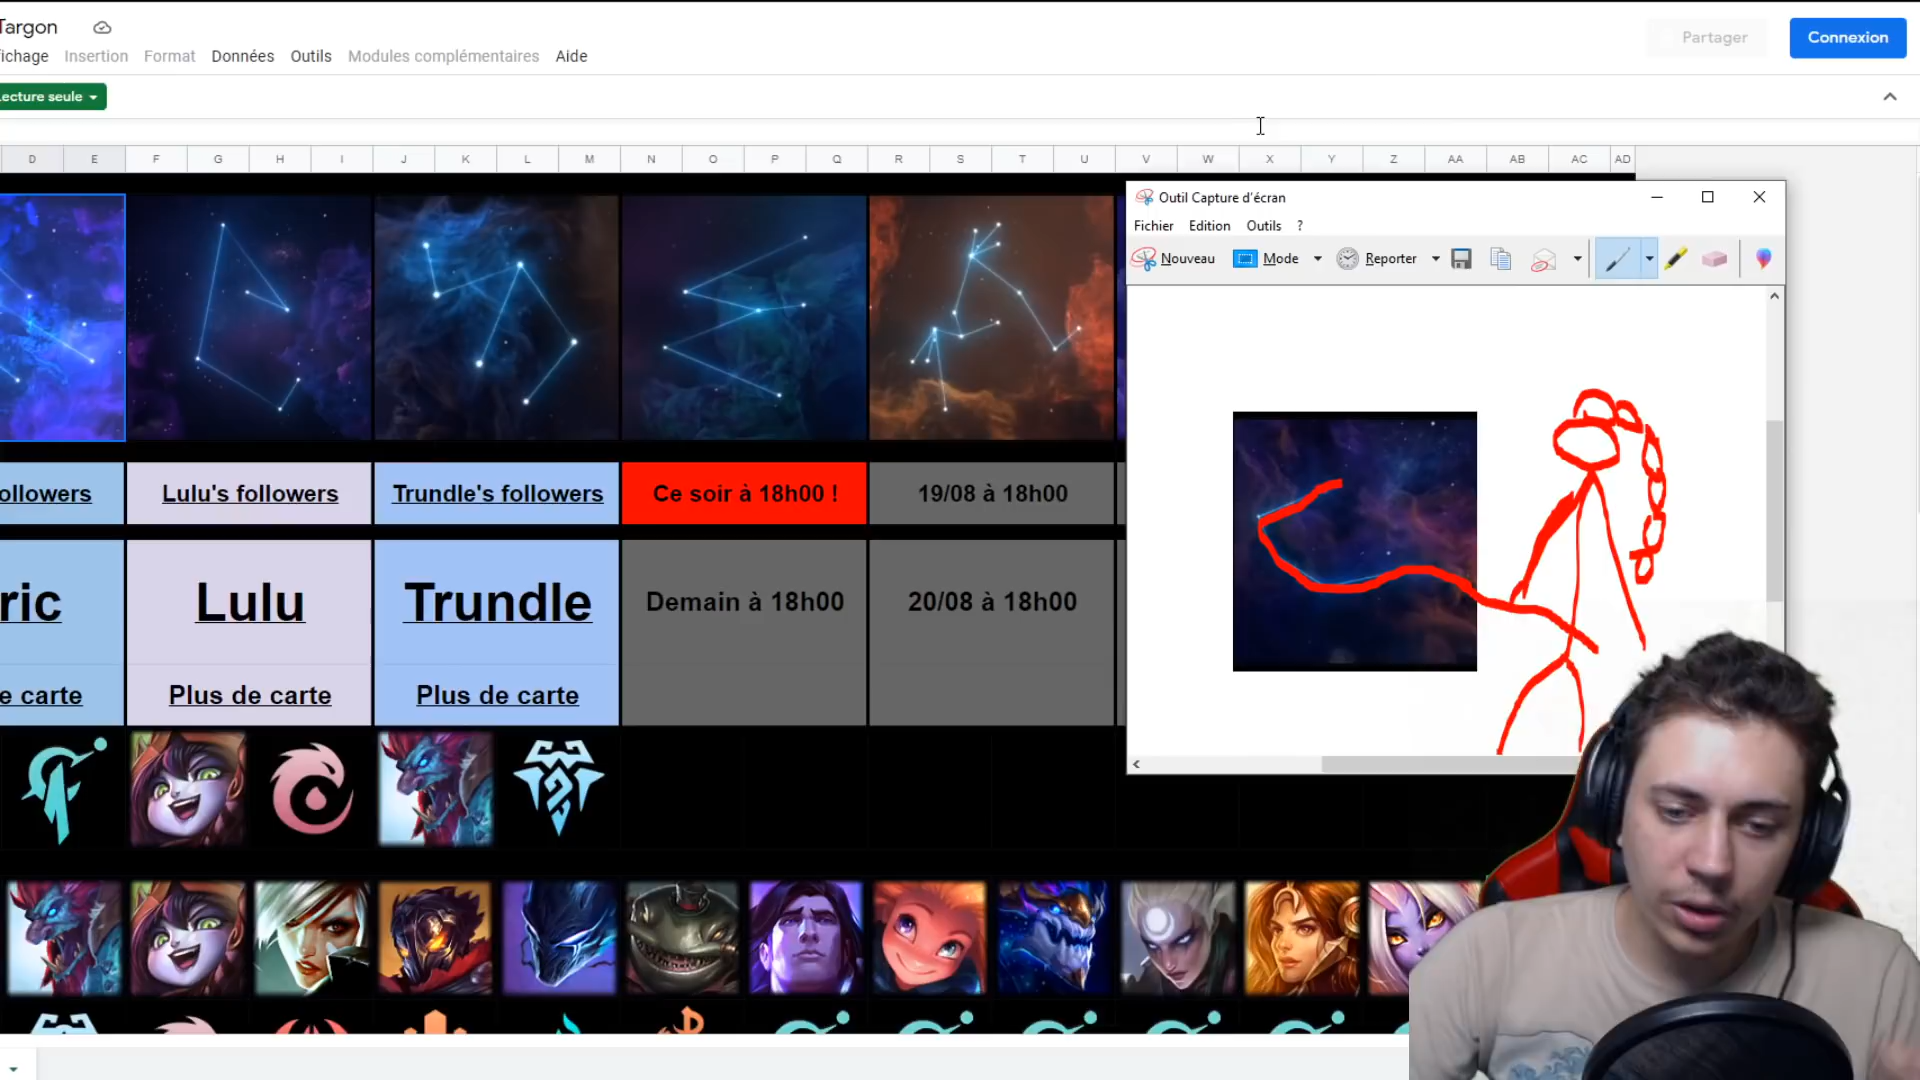 Targon
fichage Insertion Format Données Outils Modules complémentaires Aide
Partager
Connexion
Lecture seule
D E F G H I J K L M N O P Q R S T U V W X Y Z AA AB AC AD
Outil Capture d'écran
Fichier Edition Outils ?
Nouveau Mode Reporter
ollowers Lulu's followers Trundle's followers Ce soir à 18h00 ! 19/08 à 18h00
ric Lulu Trundle Demain à 18h00 20/08 à 18h00
e carte Plus de carte Plus de carte